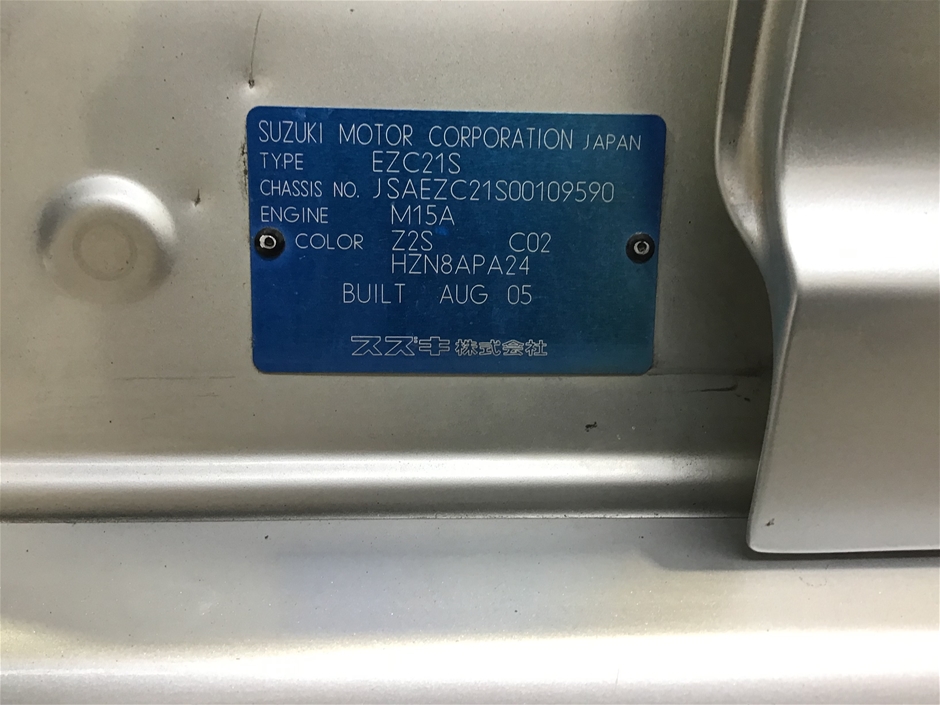 SUZUKI MOTOR CORPORATION JAPAN
TYPE EZC21S
CHASSIS NO. JSAEZC21S00109590
ENGINE M15A
COLOR Z2S C02
HZN8APA24
BUILT AUG 05
スズキ株式会社